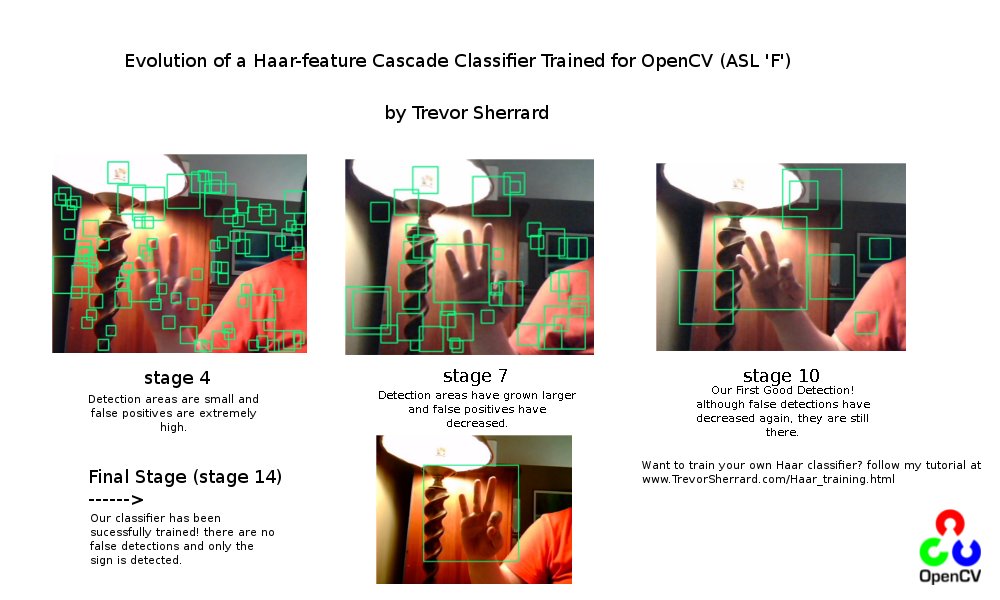 Evolution of a Haar-feature Cascade Classifier Trained for OpenCV (ASL 'F')
by Trevor Sherrard
stage 4
Detection areas are small and
false positives are extremely
high.
stage 7
Detection areas have grown larger
and false positives have
decreased.
stage 10
Our First Good Detection!
although false detections have
decreased again, they are still
there.
Final Stage (stage 14)
------>
Our classifier has been
sucessfully trained! there are no
false detections and only the
sign is detected.
Want to train your own Haar classifier? follow my tutorial at
www.TrevorSherrard.com/Haar_training.html
OpenCV